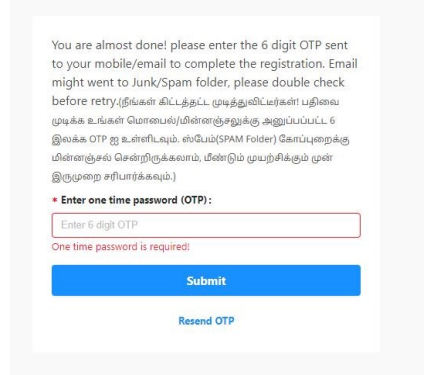 You are almost done! please enter the 6 digit OTP sent
to your mobile/email to complete the registration. Email
might went to Junk/Spam folder, please double check
before retry.(நீங்கள் கிட்டத்தட்ட முடித்துவிட்டீர்கள்! பதிவை
முடிக்க உங்கள் மொபைல்/மின்னஞ்சலுக்கு அனுப்பப்பட்ட 6
இலக்க OTP ஐ உள்ளிடவும். ஸ்பேம்(SPAM Folder) கோப்புறைக்கு
மின்னஞ்சல் சென்றிருக்கலாம், மீண்டும் முயற்சிக்கும் முன்
இருமுறை சரிபார்க்கவும்.)
* Enter one time password (OTP) :
Enter 6 digit OTP
One time password is required!
Submit
Resend OTP